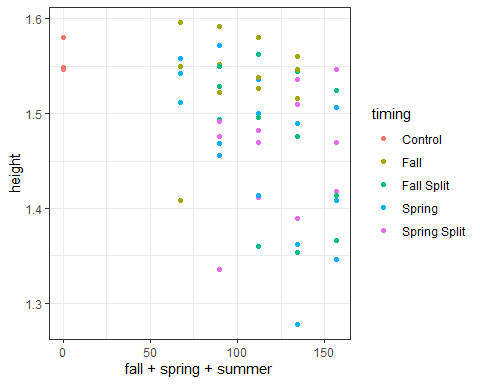 1.6
1.5
1.4
1.3
height
0
50
100
150
fall + spring + summer
timing
Control
Fall
Fall Split
Spring
Spring Split